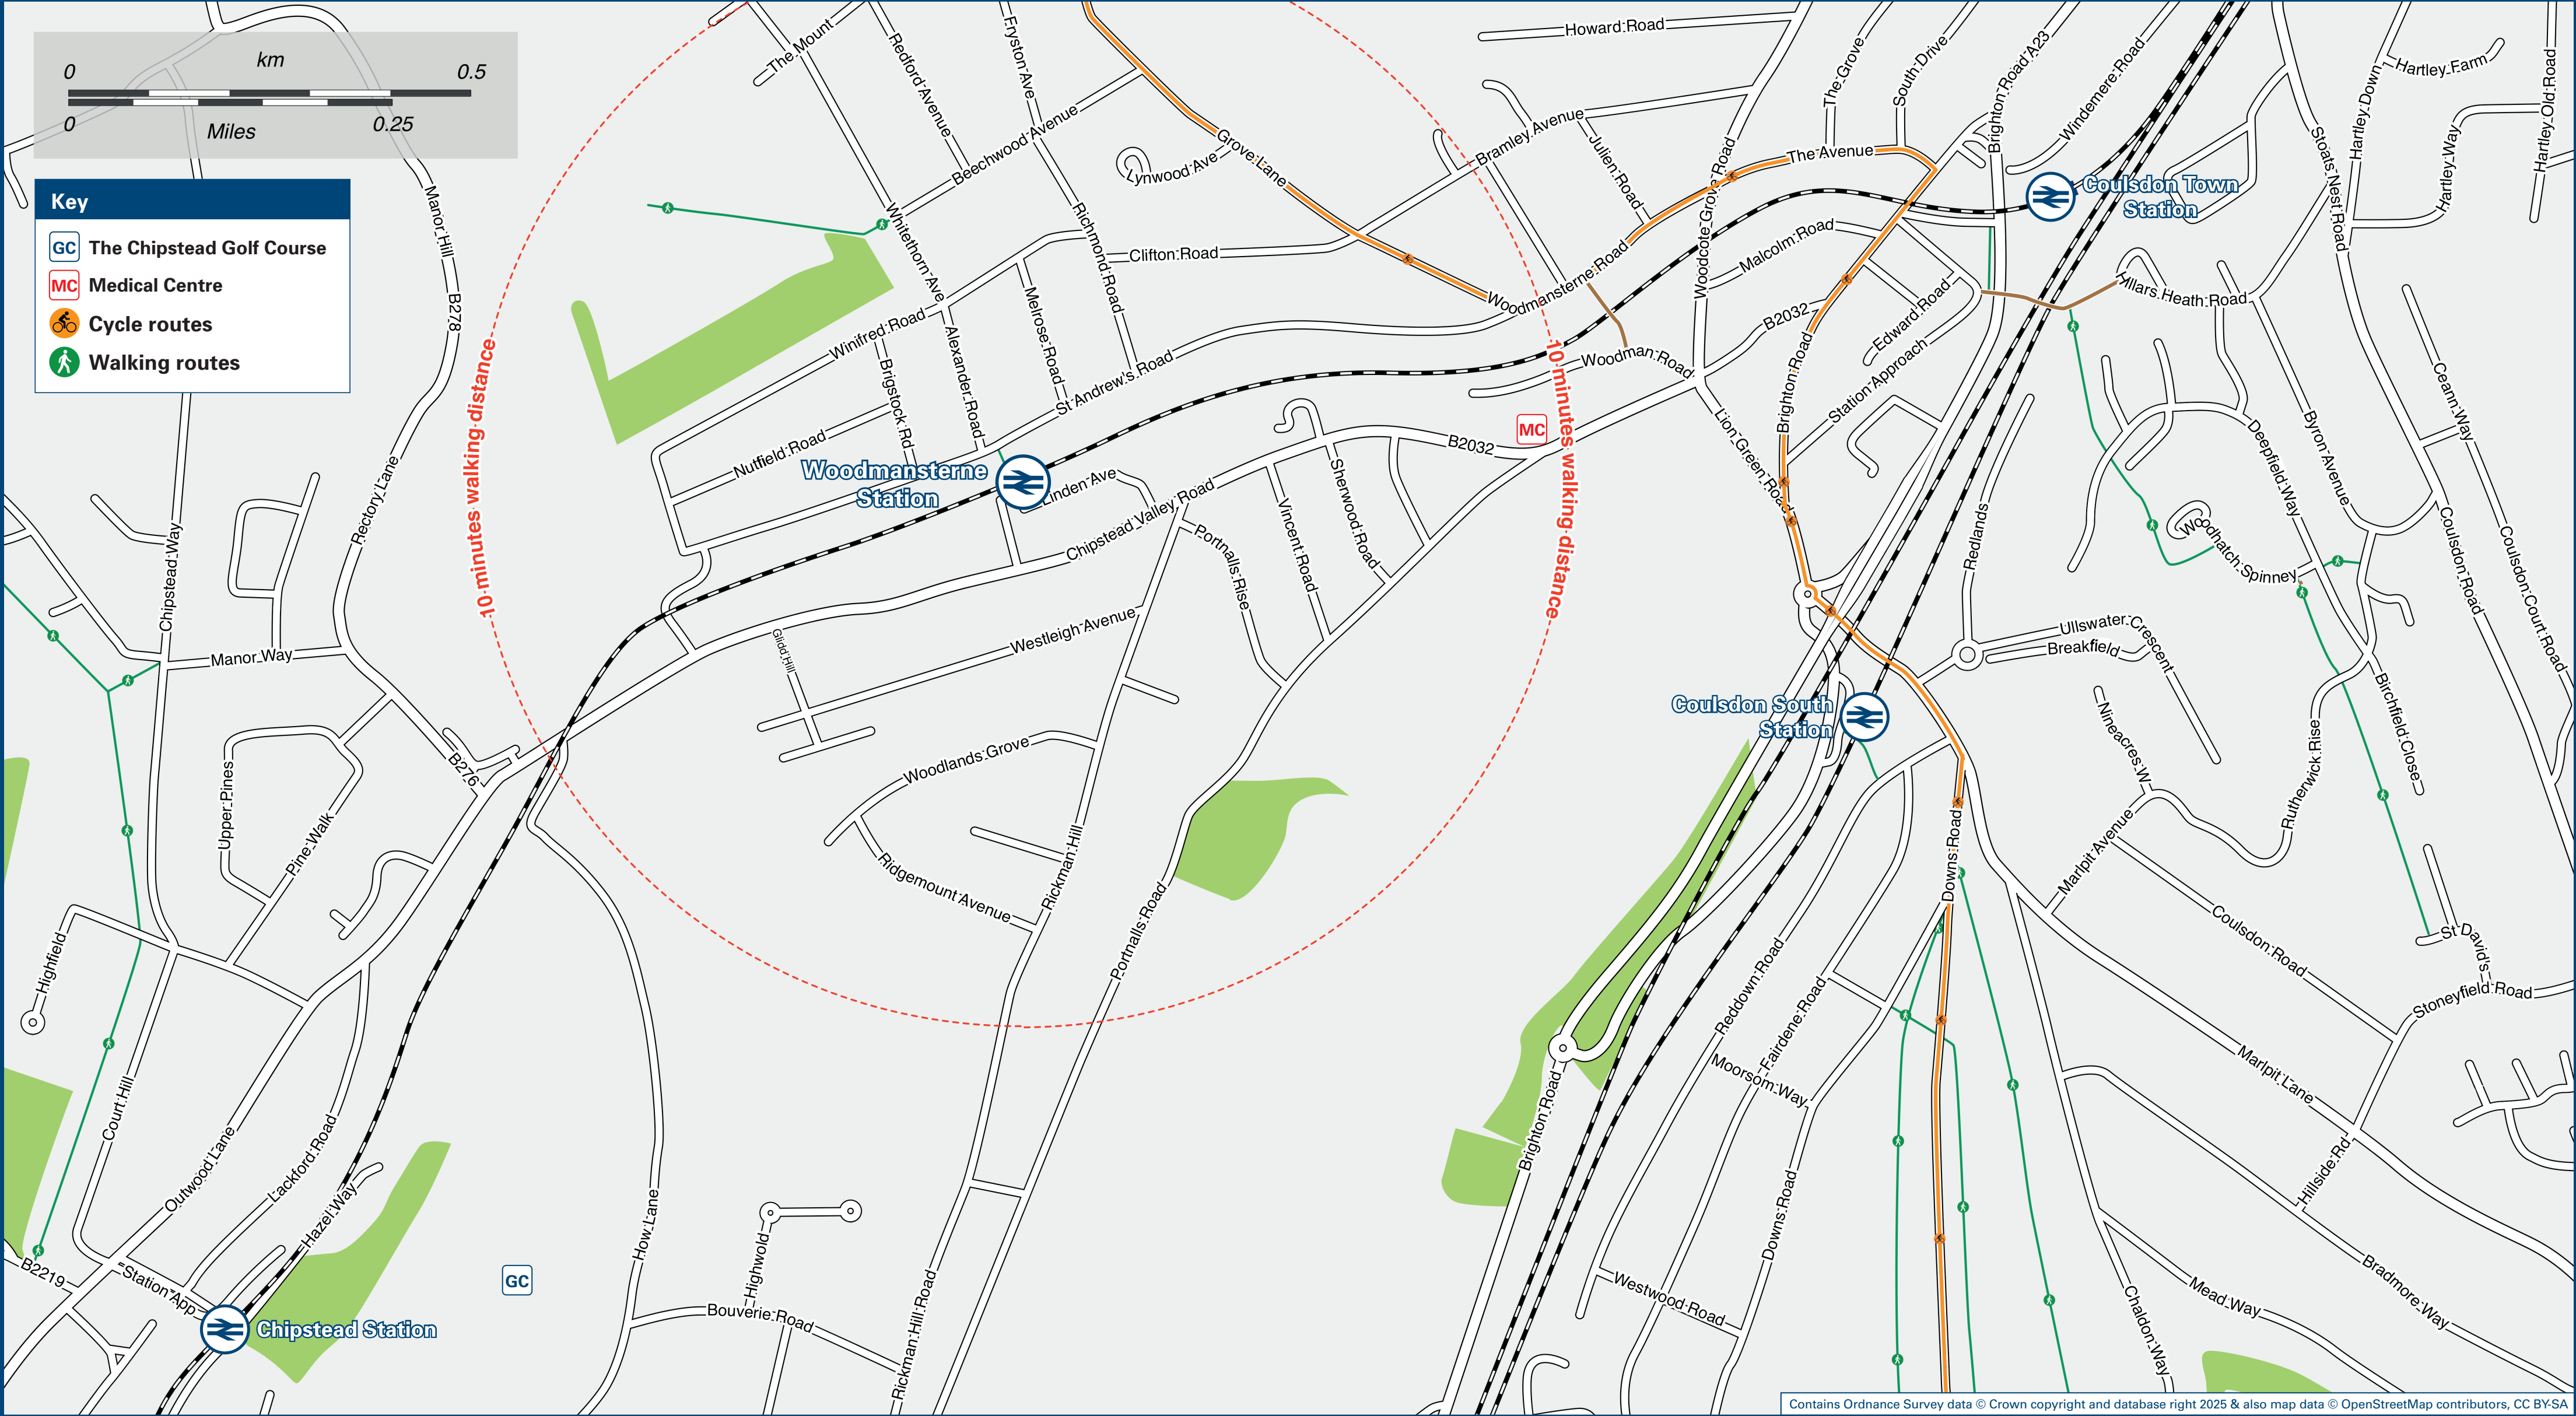 km
0
0.5
0
Miles
0.25
Key
GC The Chipstead Golf Course
MC Medical Centre
Cycle routes
Walking routes
The Mount
Redford Avenue
Fryston Ave
Beechwood Avenue
Lynwood Ave
Grove Lane
Howard Road
Bramley Avenue
Julien Road
Woodcote Grove Road
The Avenue
The Grove
South Drive
Brighton Road A23
Windemere Road
Stoats Nest Road
Hartley Down
Hartley Farm
Hartley Way
Hartley Old Road
Coulsdon Town
Station
Manor Hill
B278
Whitethorn Ave
Richmond Road
Clifton Road
Melrose Road
Winifred Road
Alexander Road
Brigstock Rd
Nutfield Road
St Andrew's Road
Woodmansterne Road
Malcolm Road
B2032
Edward Road
Station Approach
Brighton Road
Woodman Road
Lion Green Road
10 minutes walking distance
10 minutes walking distance
MC
B2032
Woodmansterne
Station
Linden Ave
Chipstead Valley Road
Portnalls Rise
Vincent Road
Sherwood Road
Westleigh Avenue
Gliold Hill
Rectory Lane
Chipstead Way
Manor Way
Upper Pines
Pine Walk
B276
Woodlands Grove
Ridgemount Avenue
Rickman Hill
Portnalls Road
Highfield
Court Hill
Outwood Lane
Lackford Road
Hazel Way
B2219
Station App
Chipstead Station
GC
How Lane
Highwold
Bouverie Road
Rickman Hill Road
Coulsdon South
Station
Redlands
Ullswater Crescent
Breakfield
Woodhatch Spinney
Deepfield Way
Byron Avenue
Ceann Way
Coulsdon Road
Coulsdon Court Road
Nineacres W
Rutherwick Rise
Birchfield Close
Marlpit Avenue
Coulsdon Road
St David's
Stoneyfield Road
Marlpit Lane
Hillside Rd
Bradmore Way
Mead Way
Chaldon Way
Downs Road
Reddown Road
Fairdene Road
Moorsom Way
Downs Road
Westwood Road
Brighton Road
Contains Ordnance Survey data © Crown copyright and database right 2025 & also map data © OpenStreetMap contributors, CC BY-SA